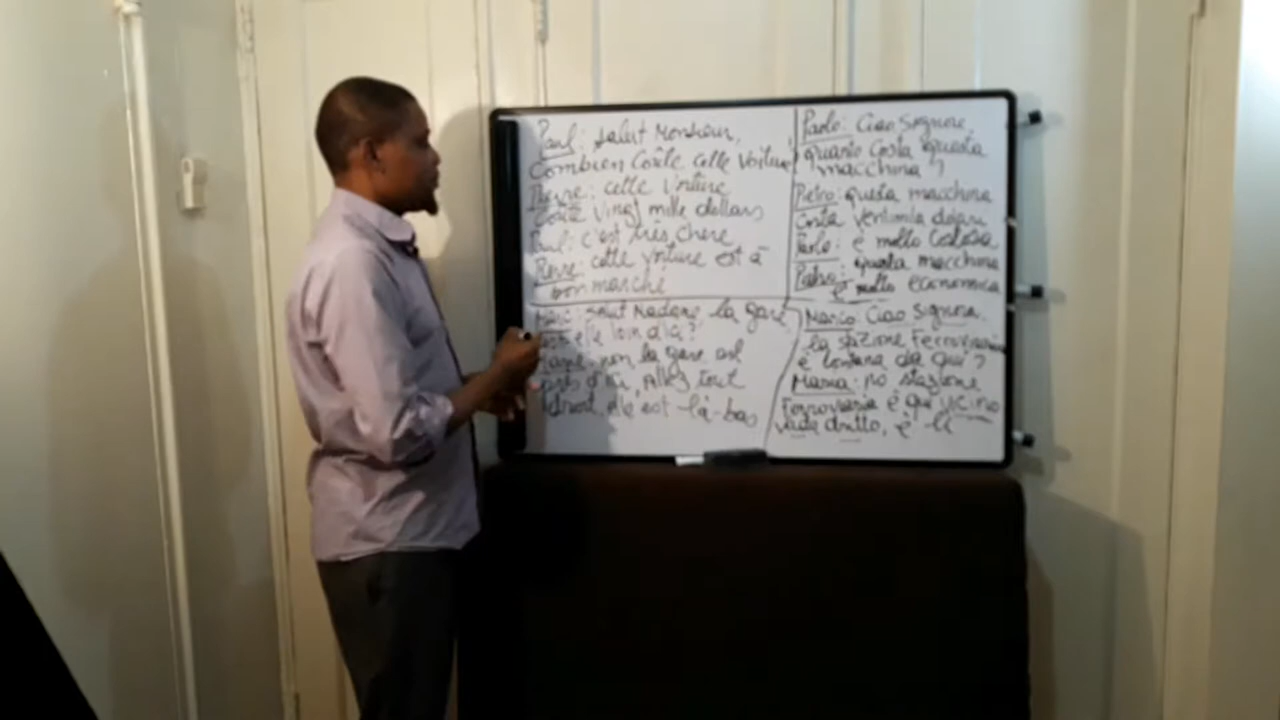 Paul: Salut Monsieur,
Combien Coûte cette Voiture
Pierre: cette Voiture
Coûte Vingt mille dollars
Paul: c'est très chere
Pierre: cette voiture est à
bon marché
Marc: Salut Madame la gare
est-elle loin d'ici?
non la gare est
près d'ici, Allez tout
droit, elle est là-bas
Paolo: Ciao Signore,
quanto Costa questa
macchina?
Pietro: questa macchina
Costa ventimila dollari
Paolo: è molto Costosa
Pietro: questa macchina
è molto economica
Marco Ciao Signora,
la stazione Ferroviaria
è lontana da qui?
Maria: no stazione
Ferroviaria è qui vicino
vada dritto, è lì